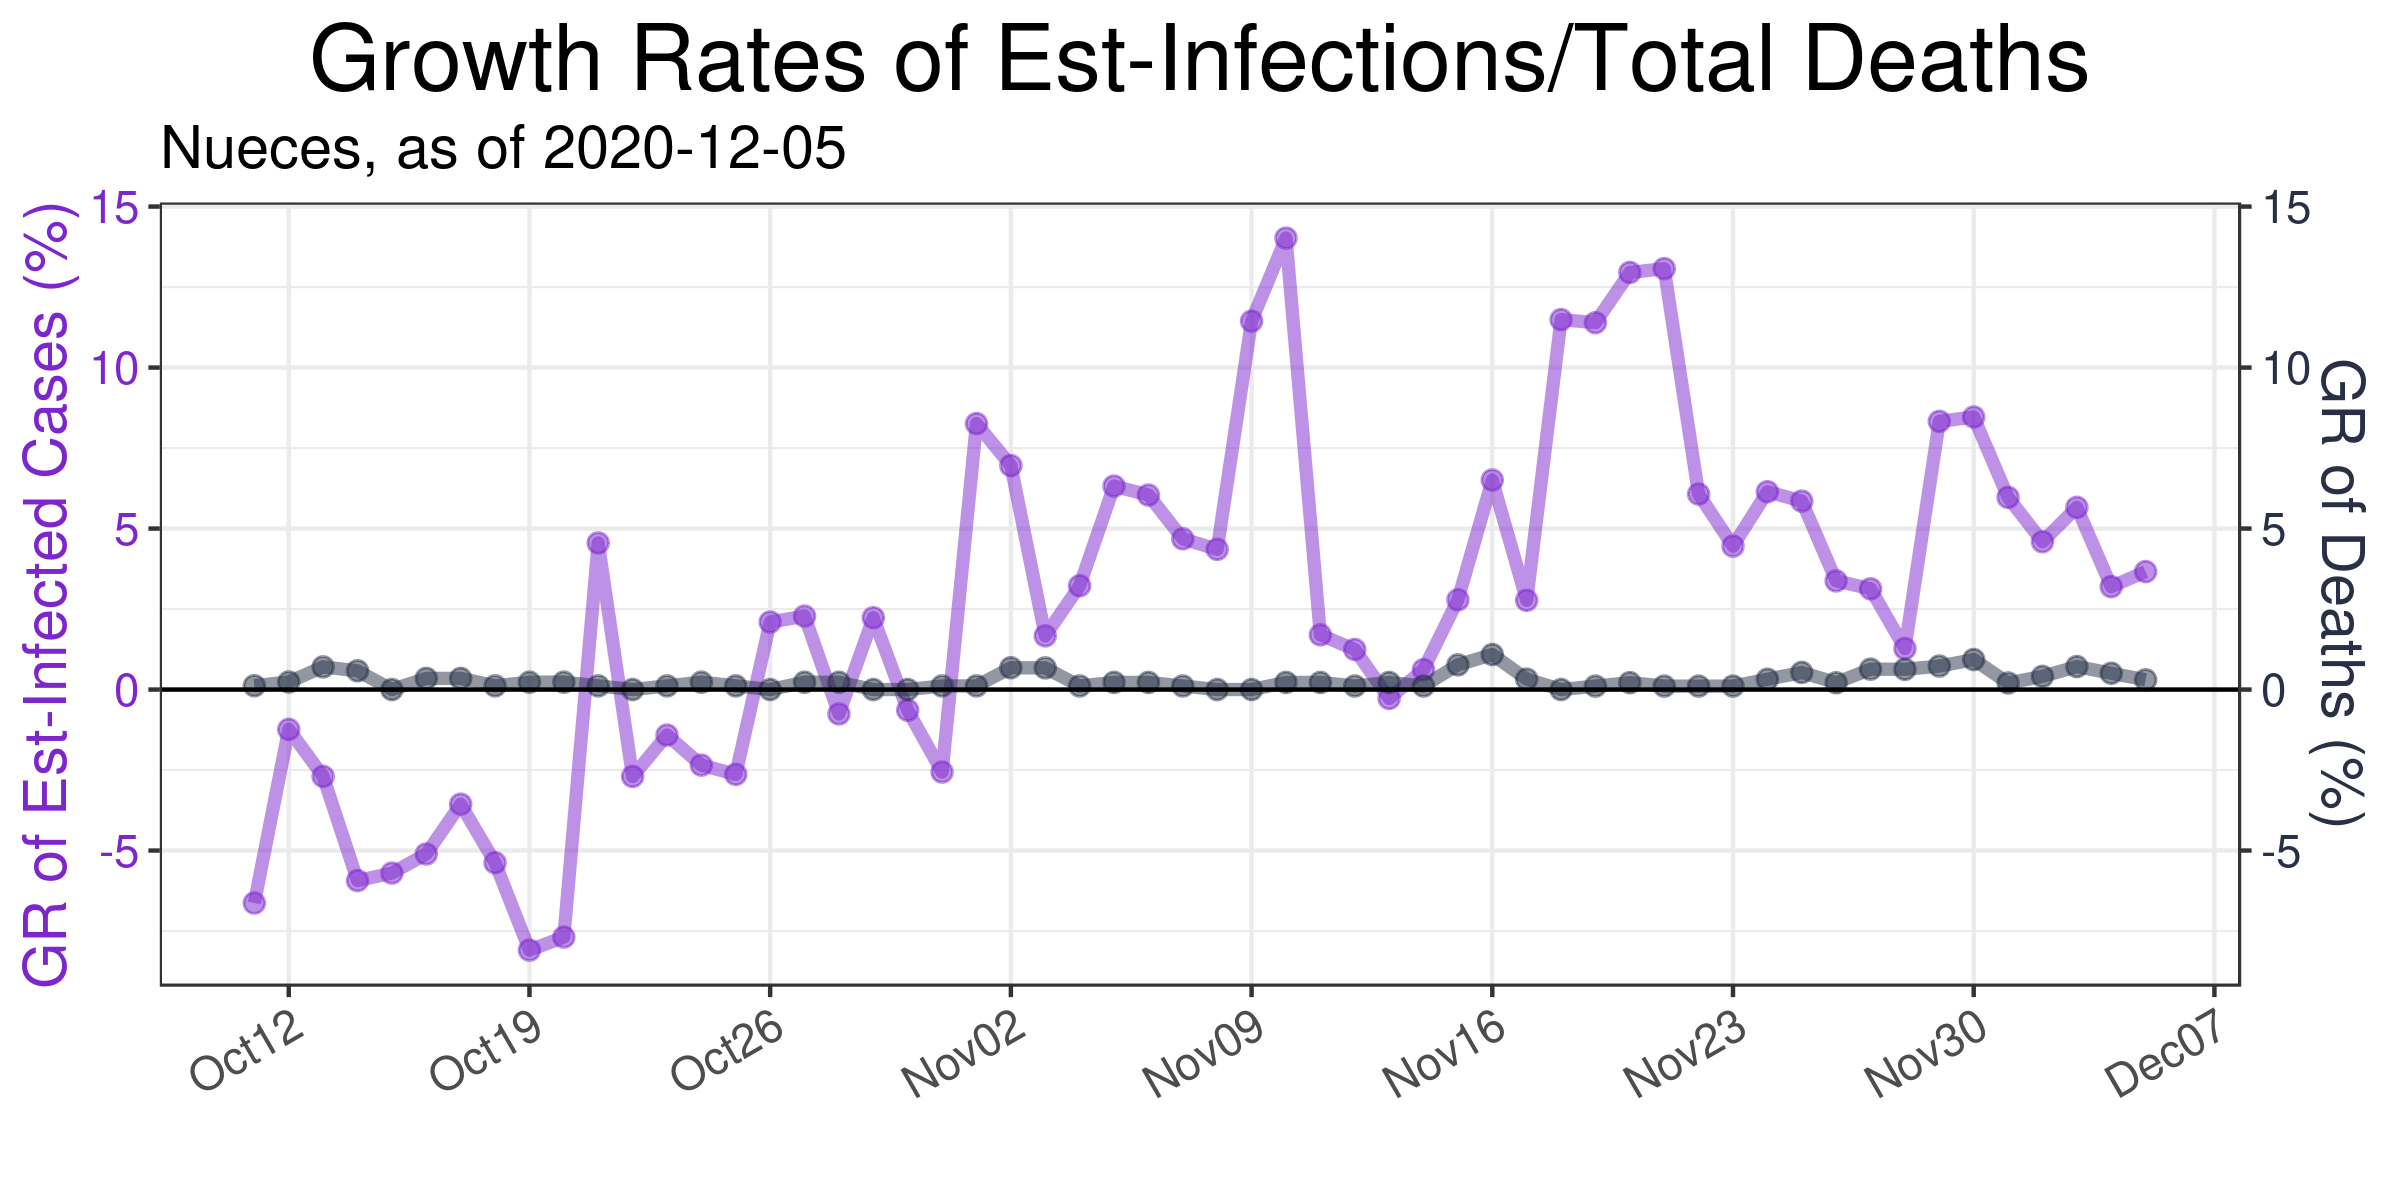 Growth Rates of Est-Infections/Total Deaths
Nueces, as of 2020-12-05
GR of Est-Infected Cases (%)
15
10
5
0
-5
15
10
5
0
-5
GR of Deaths (%)
Oct12
Oct19
Oct26
Nov02
Nov09
Nov16
Nov23
Nov30
Dec07